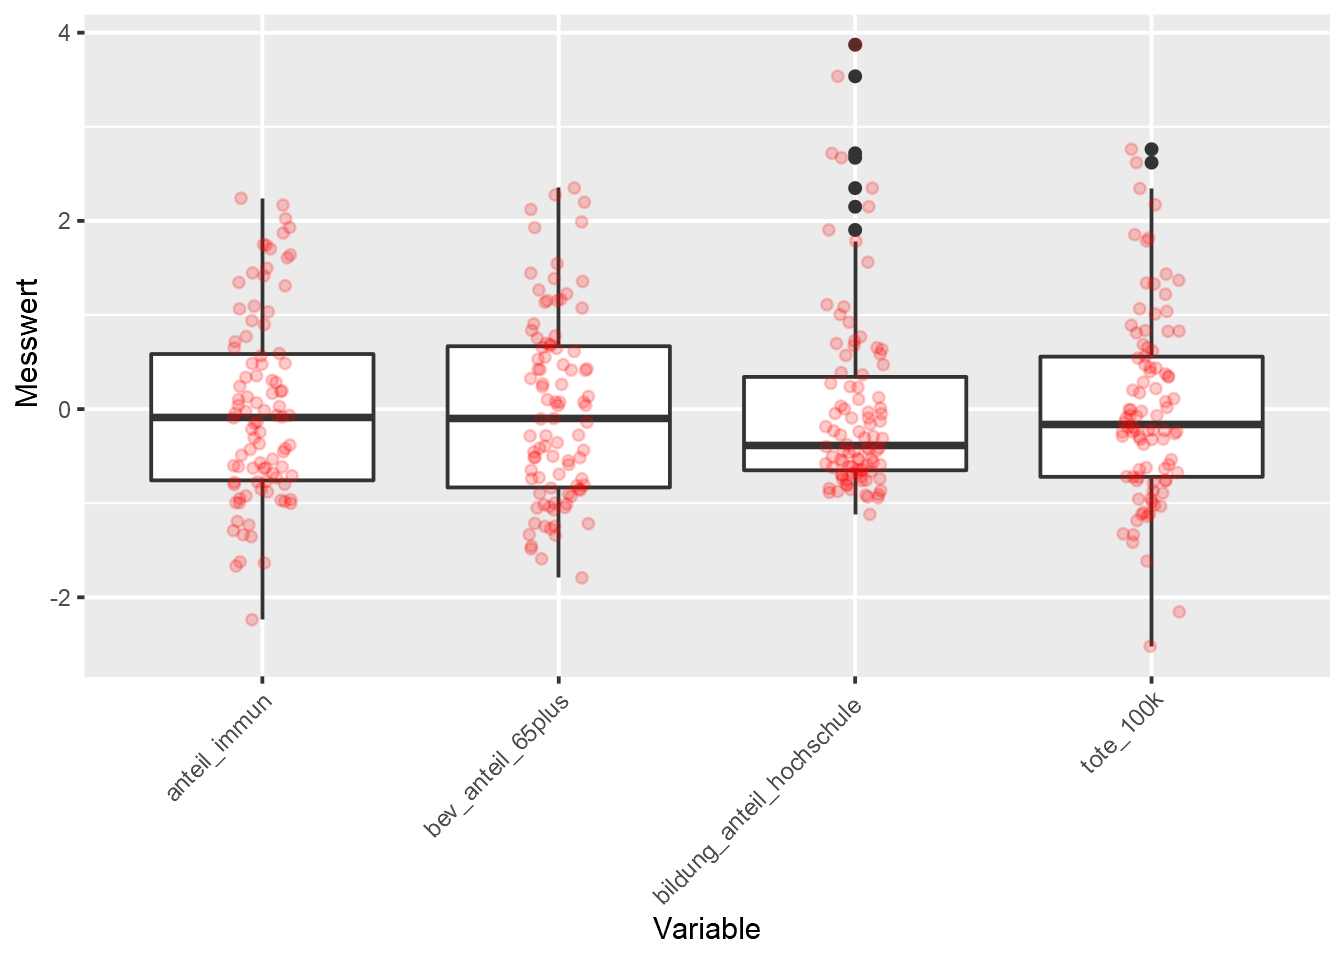 4
2
0
-2
Messwert
anteil_immun
bev_anteil_65plus
bildung_anteil_hochschule
tote_100k
Variable